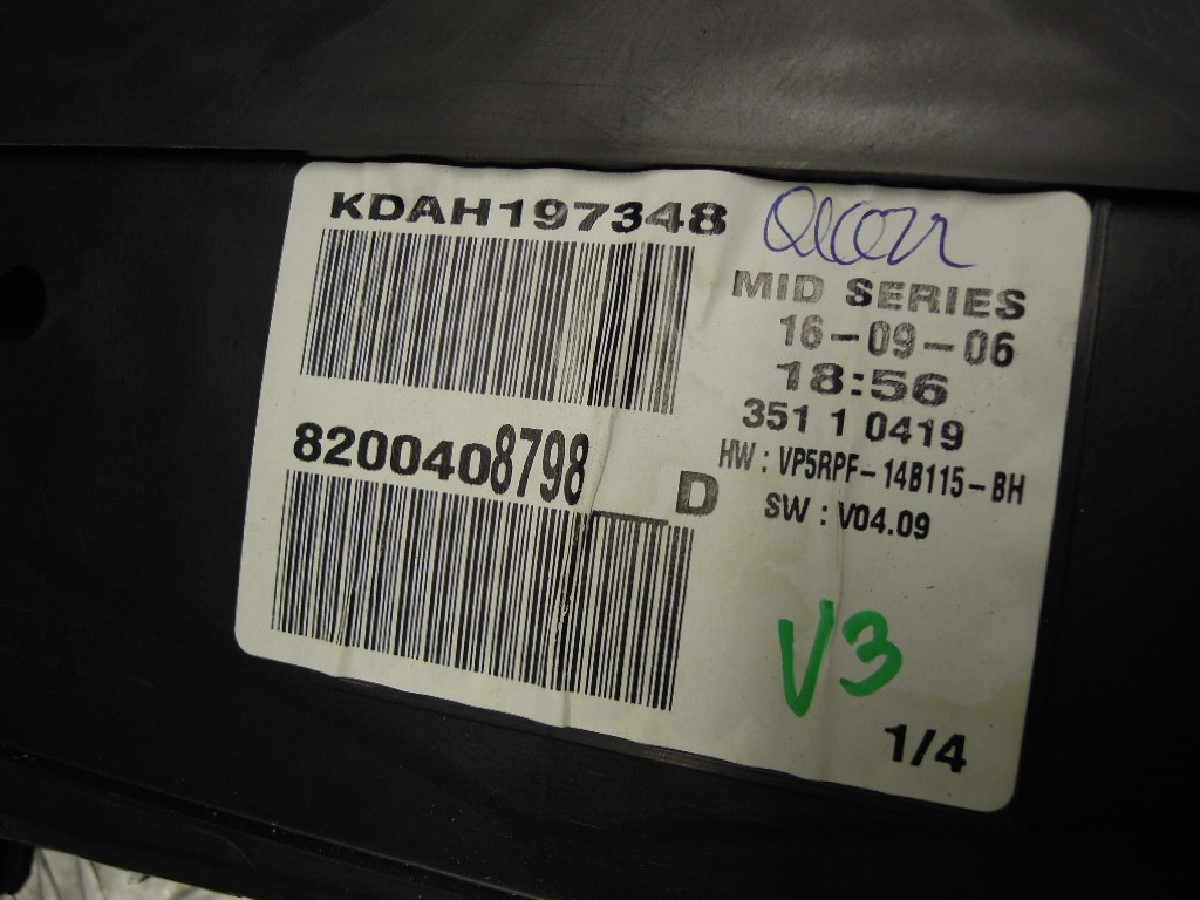 KDAH197348
MID SERIES
16-09-06
18:56
351 1 0419
HW : VP5RPF-14B115-BH
SW : V04.09
8200408798__D
V3
1/4